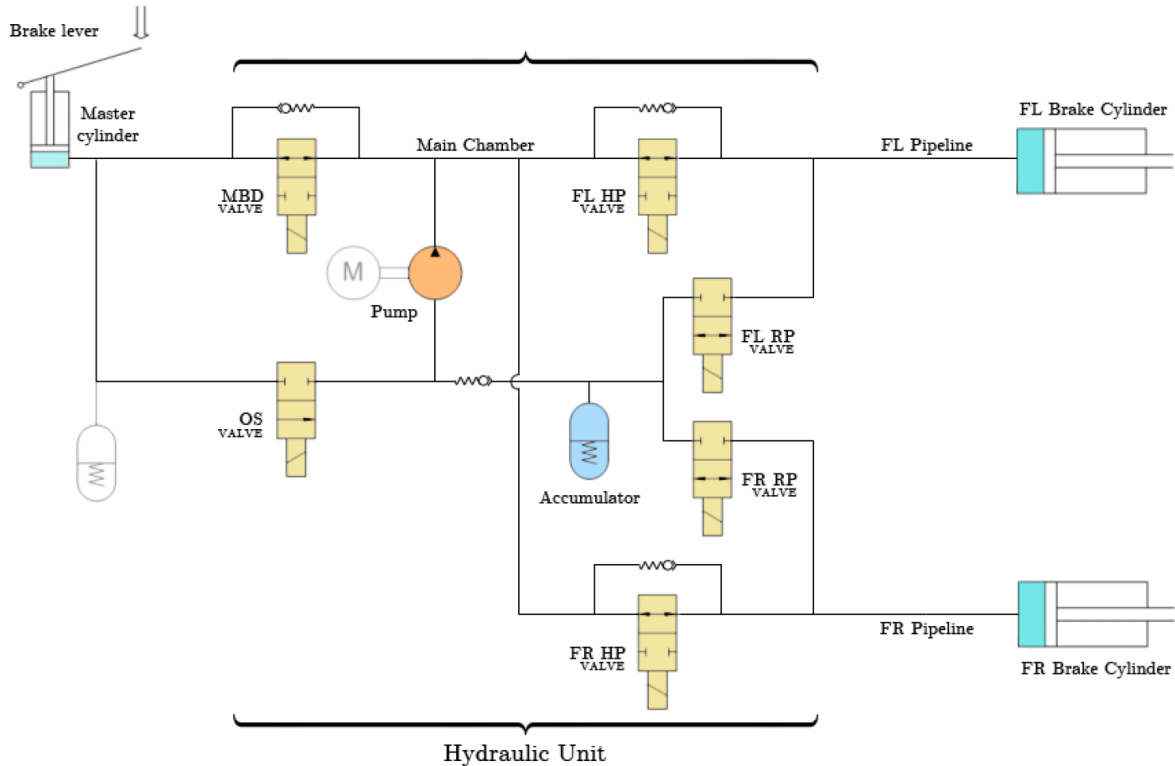 Brake lever
Master
cylinder
Main Chamber
FL Pipeline
FL Brake Cylinder
MBD
VALVE
FL HP
VALVE
M
Pump
FL RP
VALVE
OS
VALVE
Accumulator
FR RP
VALVE
FR HP
VALVE
FR Pipeline
FR Brake Cylinder
Hydraulic Unit